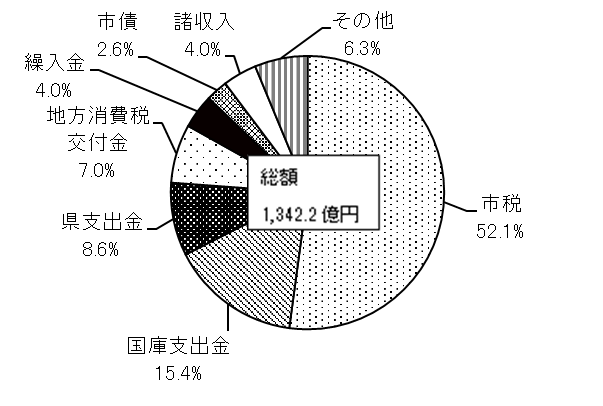 市債
2.6%
諸収入
4.0%
その他
6.3%
繰入金
4.0%
地方消費税
交付金
7.0%
県支出金
8.6%
国庫支出金
15.4%
市税
52.1%
総額
1,342.2億円